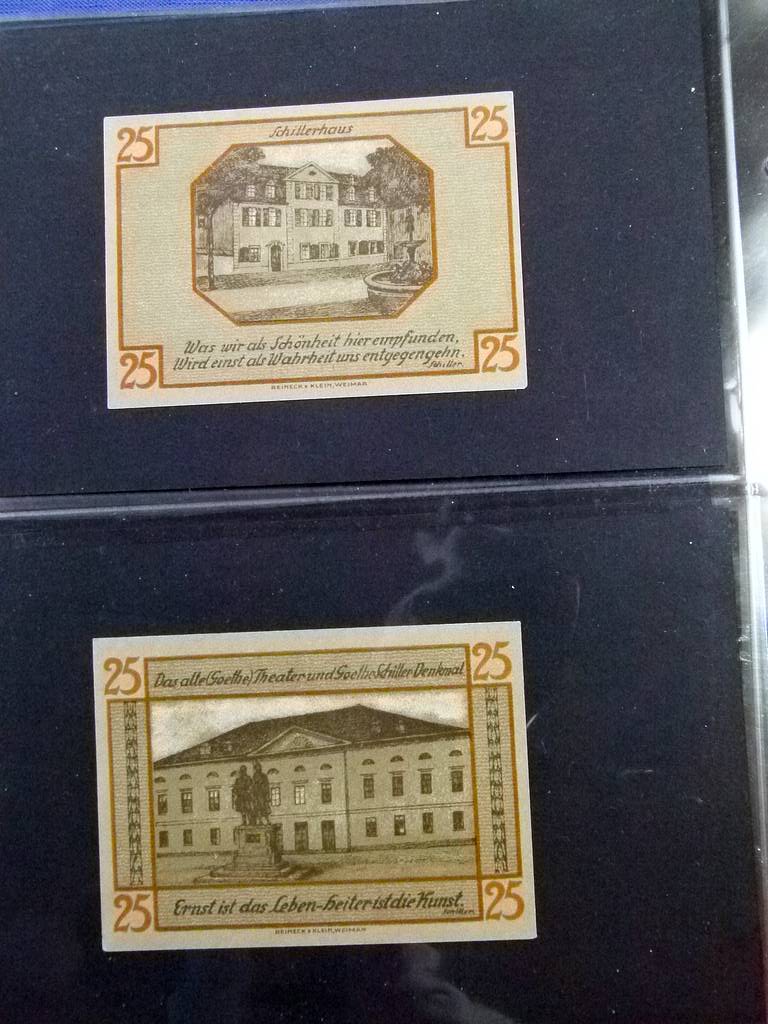 25 25
Schillerhaus
Was wir als Schönheit hier empfunden,
Wird einst als Wahrheit uns entgegengehn.
Schiller.
25 25
REINECK & KLEIN, WEIMAR
25 25
Das alte (Goethe) Theater und Goethe Schiller Denkmal
Ernst ist das Leben-heiter ist die Kunst.
Schiller.
25 25
REINECK & KLEIN, WEIMAR